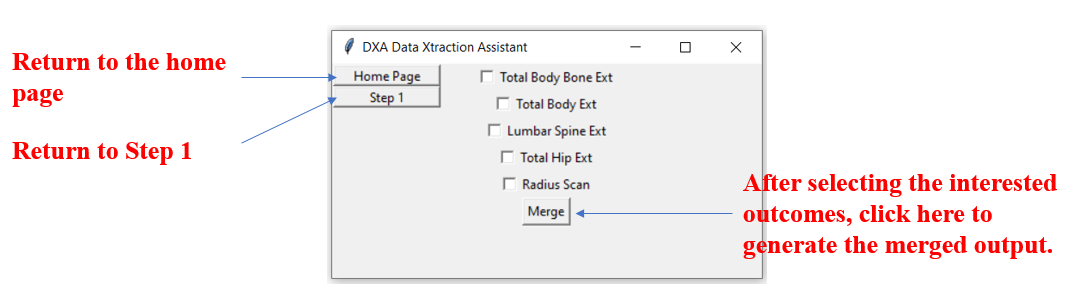 Return to the home
page
Return to Step 1
DXA Data Xtraction Assistant
Home Page
Step 1
Total Body Bone Ext
Total Body Ext
Lumbar Spine Ext
Total Hip Ext
Radius Scan
Merge
After selecting the interested
outcomes, click here to
generate the merged output.